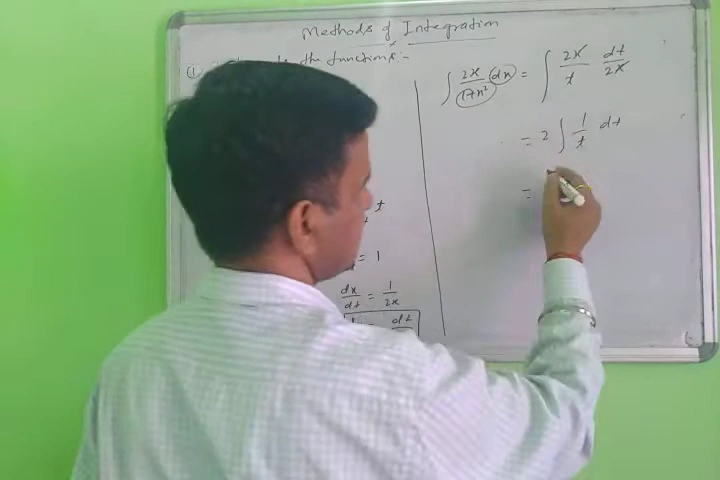 Methods of Integration
(1) the functions:-
t
= 1
dx/dt = 1/2x
dt
∫ 2x/1+x² dx = ∫ 2x/t dt/2x
= 2 ∫ 1/t dt
=